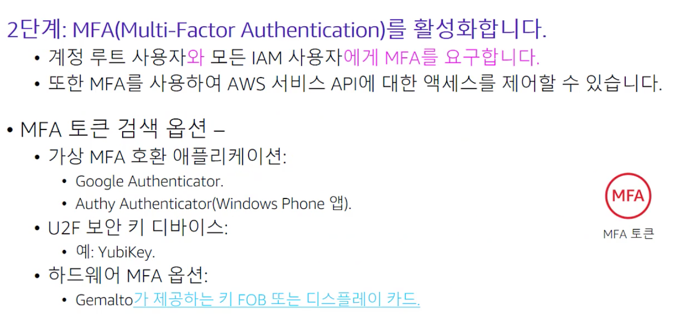 2단계: MFA(Multi-Factor Authentication)를 활성화합니다.
• 계정 루트 사용자와 모든 IAM 사용자에게 MFA를 요구합니다.
• 또한 MFA를 사용하여 AWS 서비스 API에 대한 액세스를 제어할 수 있습니다.
• MFA 토큰 검색 옵션 –
• 가상 MFA 호환 애플리케이션:
• Google Authenticator.
• Authy Authenticator(Windows Phone 앱).
• U2F 보안 키 디바이스:
• 예: YubiKey.
• 하드웨어 MFA 옵션:
• Gemalto가 제공하는 키 FOB 또는 디스플레이 카드.
MFA
MFA 토큰